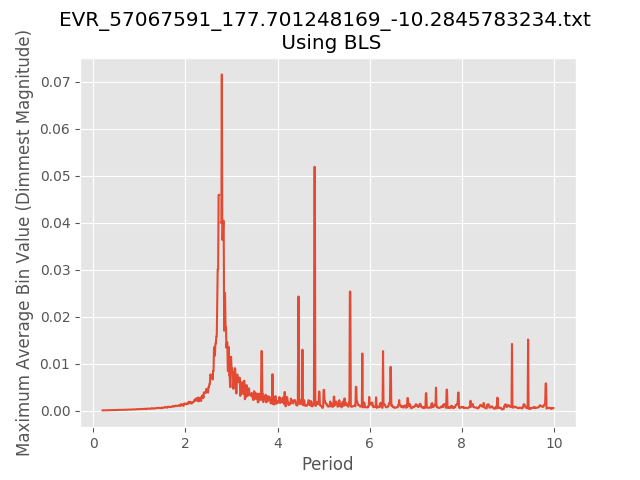 EVR_57067591_177.701248169_-10.2845783234.txt
Using BLS
Maximum Average Bin Value (Dimmest Magnitude)
0.07
0.06
0.05
0.04
0.03
0.02
0.01
0.00
0 2 4 6 8 10
Period